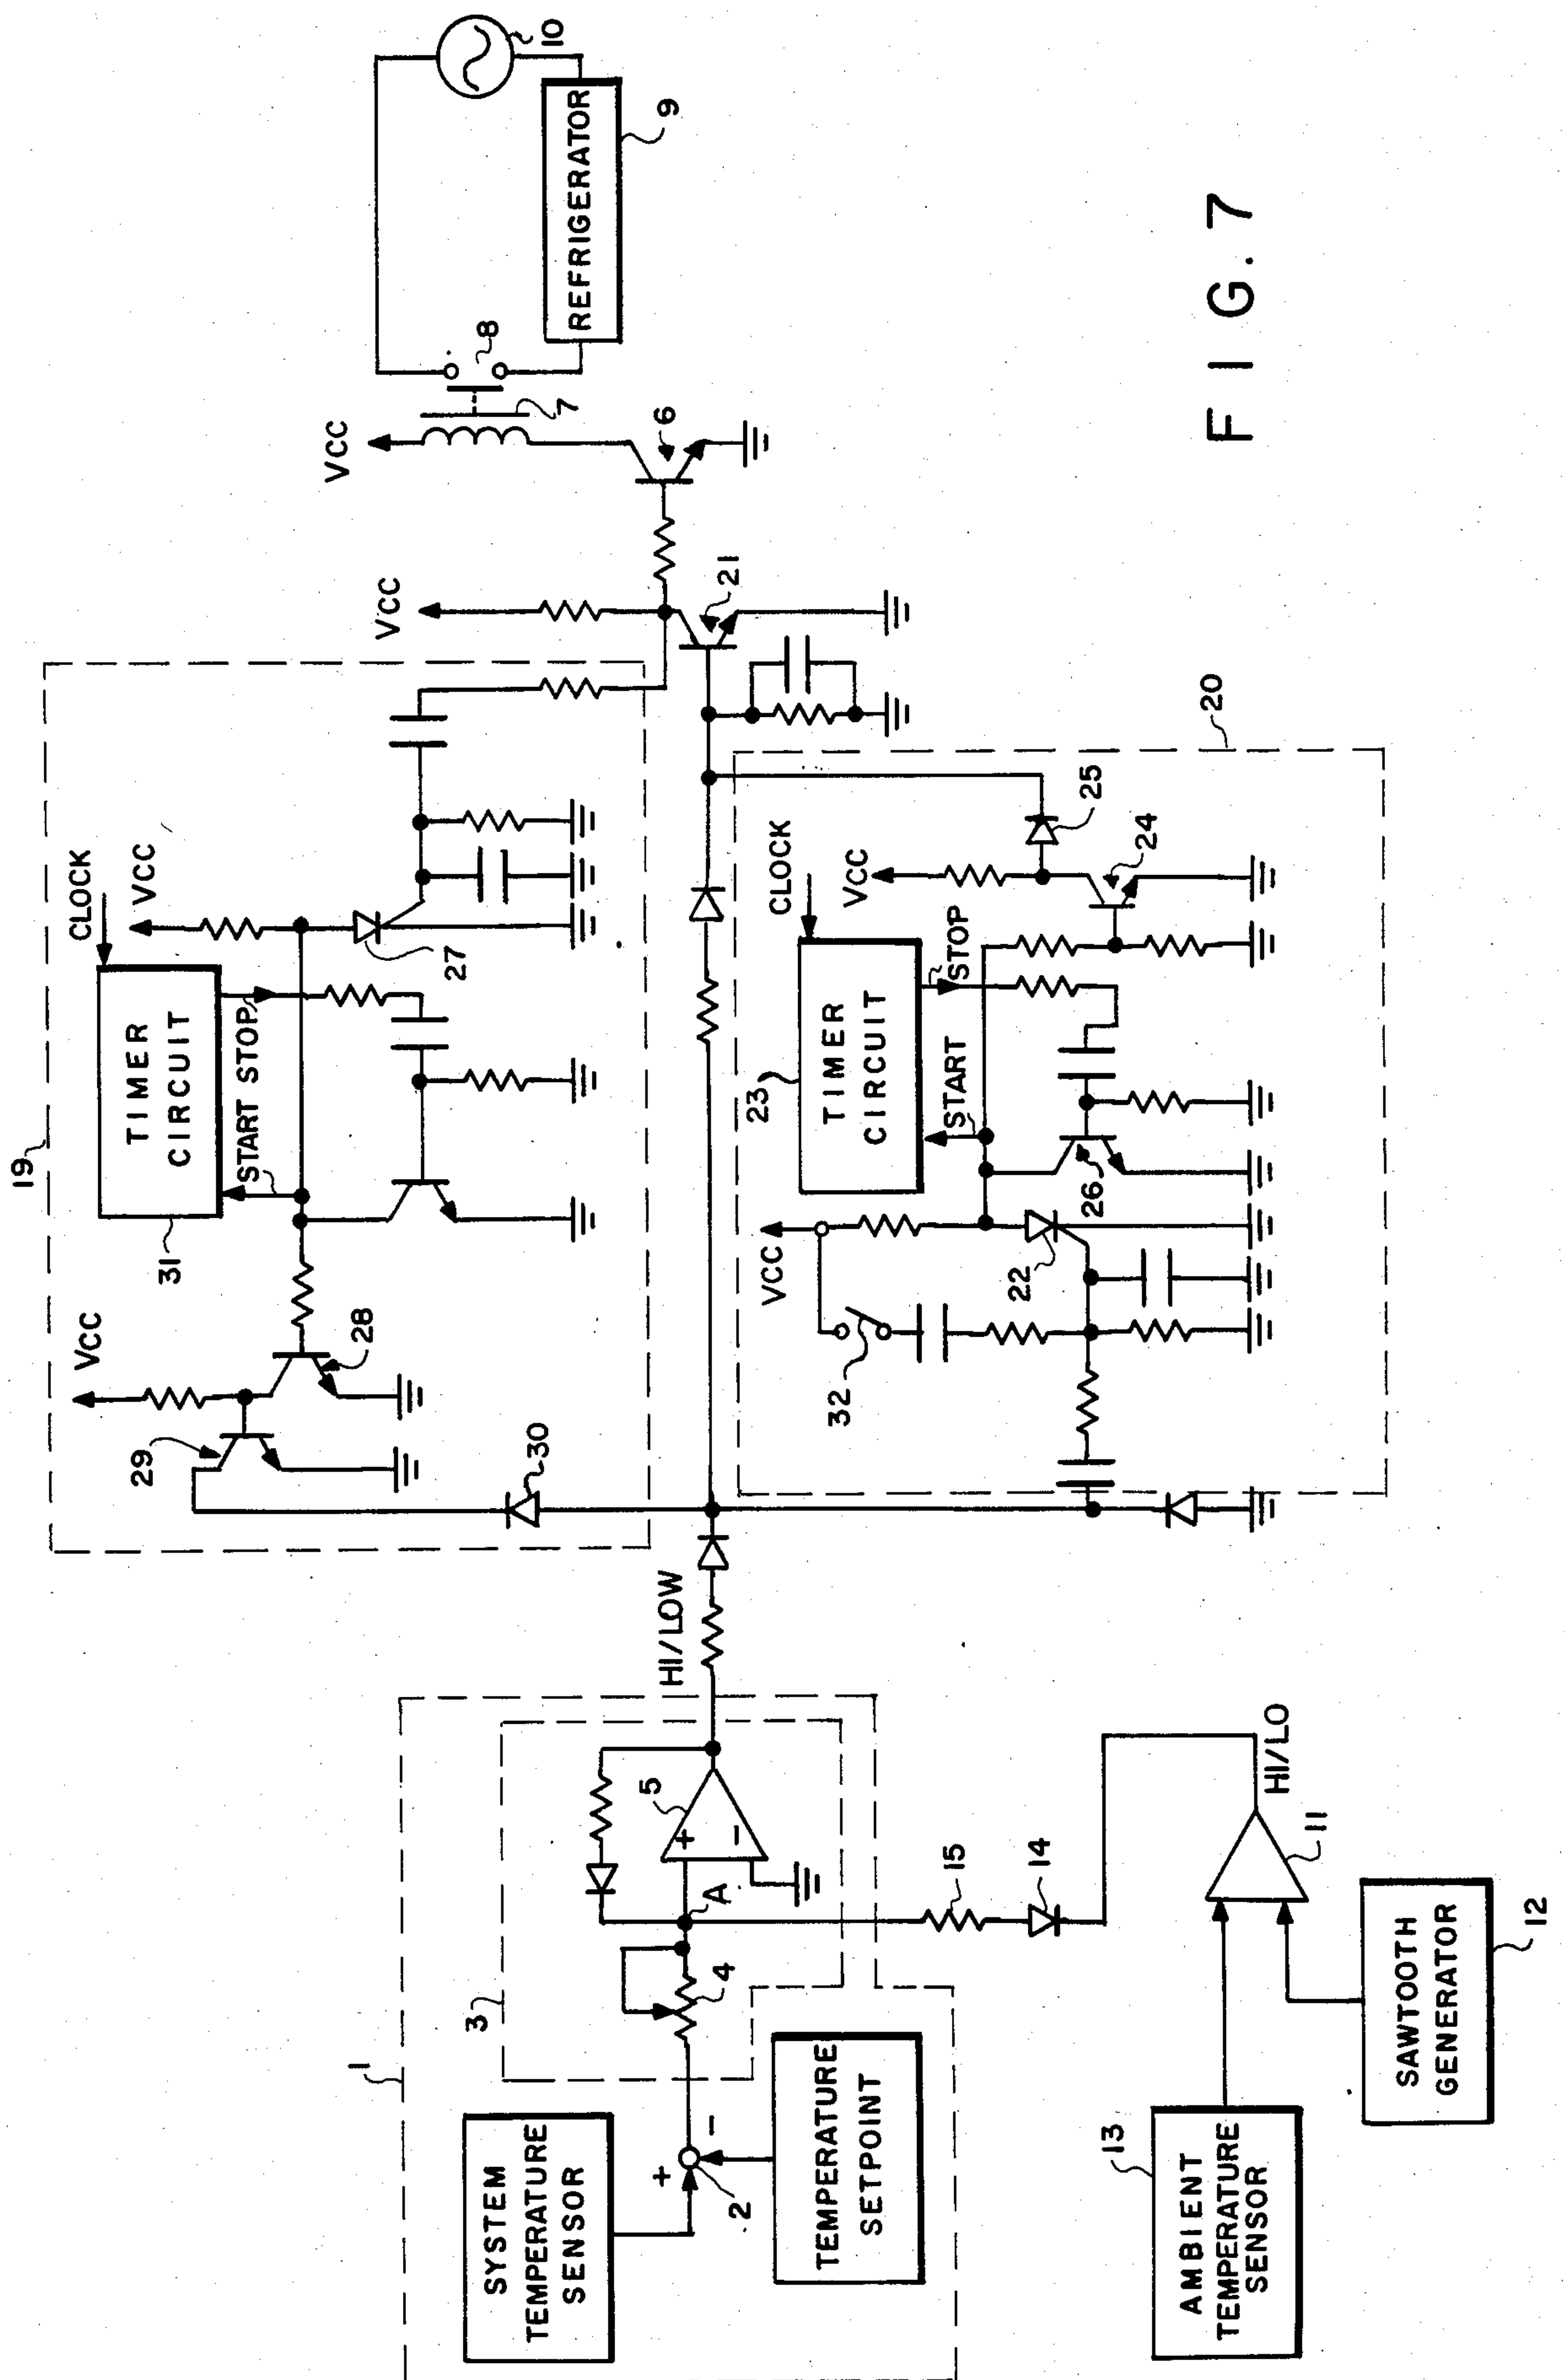 19
TIMER
CIRCUIT
31
CLOCK
VCC
START
STOP
27
VCC
28
29
30
VCC
VCC
7
8
10
REFRIGERATOR
9
6
21
1
3
SYSTEM
TEMPERATURE
SENSOR
+
-
2
TEMPERATURE
SETPOINT
4
A
5
+
-
HI/LOW
20
TIMER
CIRCUIT
23
CLOCK
VCC
START
STOP
25
24
26
22
VCC
32
15
14
HI/LO
11
13
AMBIENT
TEMPERATURE
SENSOR
SAWTOOTH
GENERATOR
12
FIG. 7